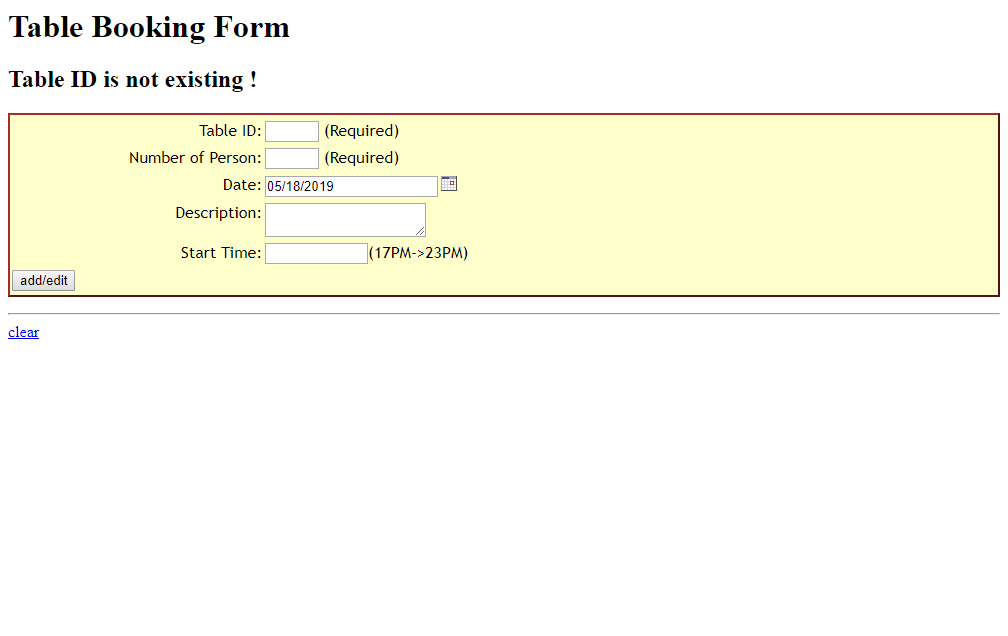 Table Booking Form
Table ID is not existing !
Table ID: (Required)
Number of Person: (Required)
Date: 05/18/2019
Description:
Start Time: (17PM->23PM)
add/edit
clear